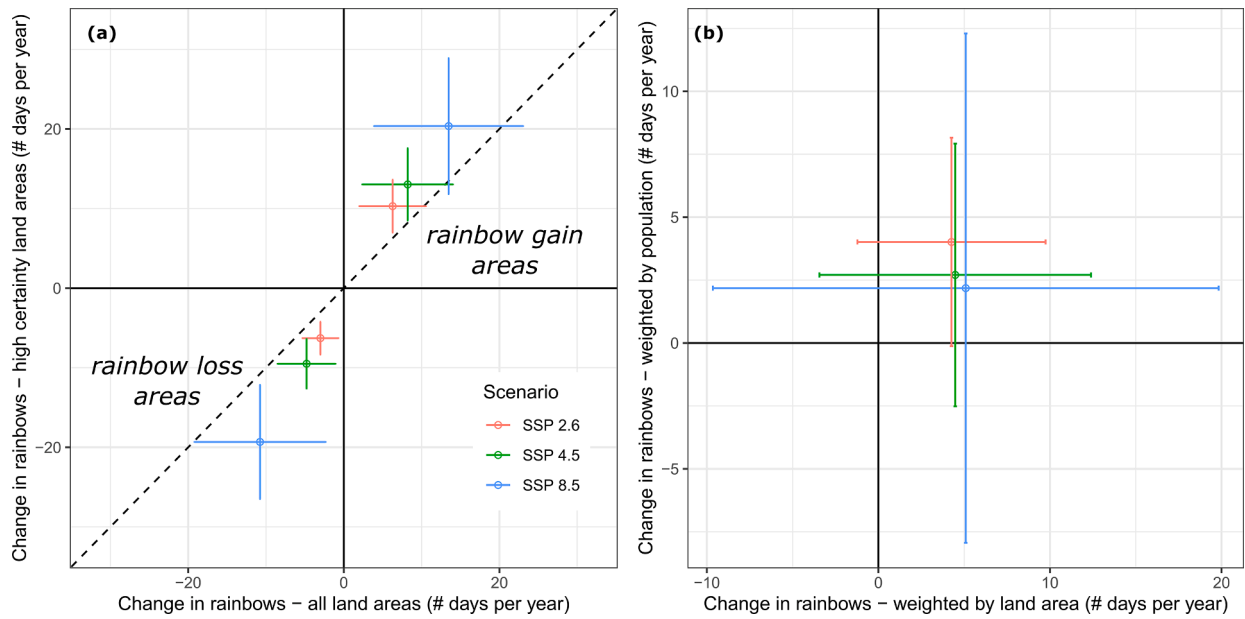 (a)
Change in rainbows − high certainty land areas (# days per year)
20
0
−20
rainbow gain
areas
rainbow loss
areas
Scenario
SSP 2.6
SSP 4.5
SSP 8.5
−20
0
20
Change in rainbows − all land areas (# days per year)
(b)
Change in rainbows − weighted by population (# days per year)
10
5
0
−5
−10
0
10
20
Change in rainbows − weighted by land area (# days per year)